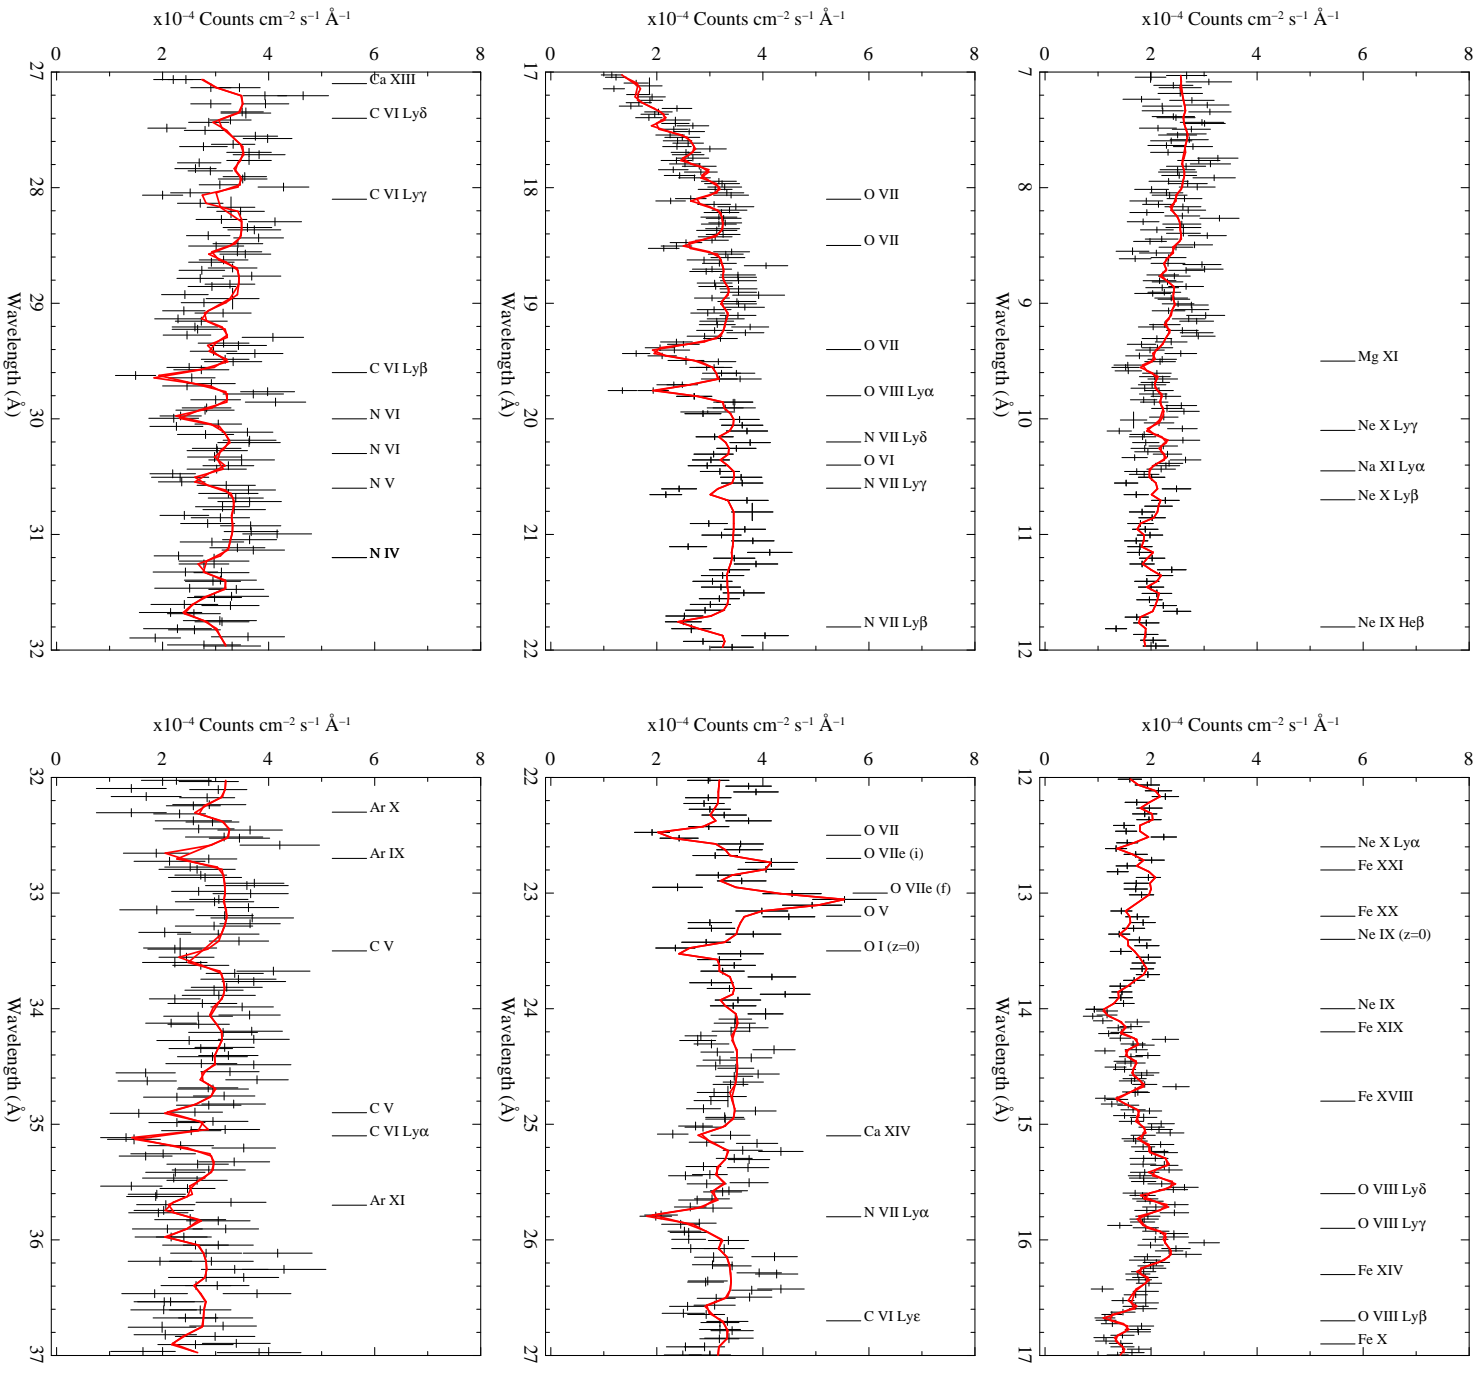 x10⁻⁴ Counts cm⁻² s⁻¹ Å⁻¹
0 2 4 6 8
27
28
29
30
31
32
Wavelength (Å)
Ca XIII
C VI Lyδ
C VI Lyγ
C VI Lyβ
N VI
N VI
N V
N IV
x10⁻⁴ Counts cm⁻² s⁻¹ Å⁻¹
0 2 4 6 8
17
18
19
20
21
22
Wavelength (Å)
O VII
O VII
O VII
O VIII Lyα
N VII Lyδ
O VI
N VII Lyγ
N VII Lyβ
x10⁻⁴ Counts cm⁻² s⁻¹ Å⁻¹
0 2 4 6 8
7
8
9
10
11
12
Wavelength (Å)
Mg XI
Ne X Lyγ
Na XI Lyα
Ne X Lyβ
Ne IX Heβ
x10⁻⁴ Counts cm⁻² s⁻¹ Å⁻¹
0 2 4 6 8
32
33
34
35
36
37
Wavelength (Å)
Ar X
Ar IX
C V
C V
C VI Lyα
Ar XI
x10⁻⁴ Counts cm⁻² s⁻¹ Å⁻¹
0 2 4 6 8
22
23
24
25
26
27
Wavelength (Å)
O VII
O VIIe (i)
O VIIe (f)
O V
O I (z=0)
Ca XIV
N VII Lyα
C VI Lyε
x10⁻⁴ Counts cm⁻² s⁻¹ Å⁻¹
0 2 4 6 8
12
13
14
15
16
17
Wavelength (Å)
Ne X Lyα
Fe XXI
Fe XX
Ne IX (z=0)
Ne IX
Fe XIX
Fe XVIII
O VIII Lyδ
O VIII Lyγ
Fe XIV
O VIII Lyβ
Fe X